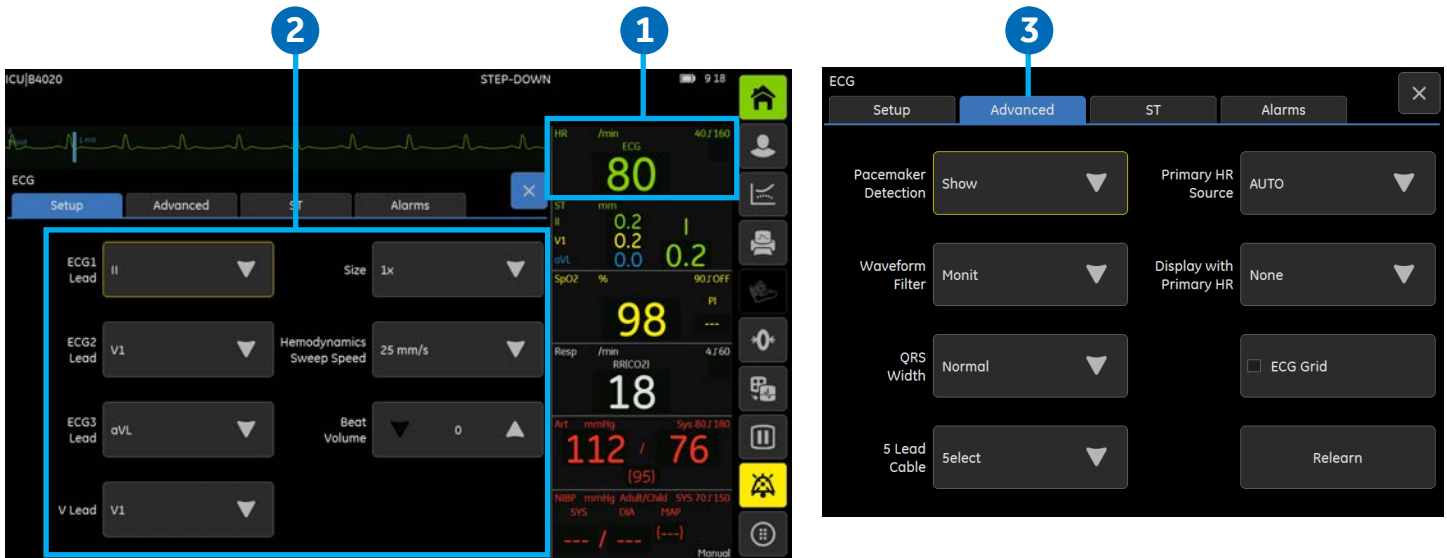 2
1
3
ICU|B4020 STEP-DOWN 9 18
II
Monit
1 mV
ECG
Setup Advanced ST Alarms
ECG1 Lead II
Size 1x
ECG2 Lead V1
Hemodynamics Sweep Speed 25 mm/s
ECG3 Lead aVL
Beat Volume 0
V Lead V1
HR /min 40 160
ECG
80
ST mm
II 0.2 I
V1 0.2 0.2
aVL 0.0
SpO2 % 90 OFF
PI
98 ---
Resp /min 4 60
RR(CO2)
18
Art mmHg Sys 80 180
112 / 76
(95)
NIBP mmHg Adult/Child SYS 70 150
SYS DIA MAP
--- / --- (---)
Manual
ECG
Setup Advanced ST Alarms
Pacemaker Detection Show
Primary HR Source AUTO
Waveform Filter Monit
Display with Primary HR None
QRS Width Normal
ECG Grid
5 Lead Cable 5elect
Relearn